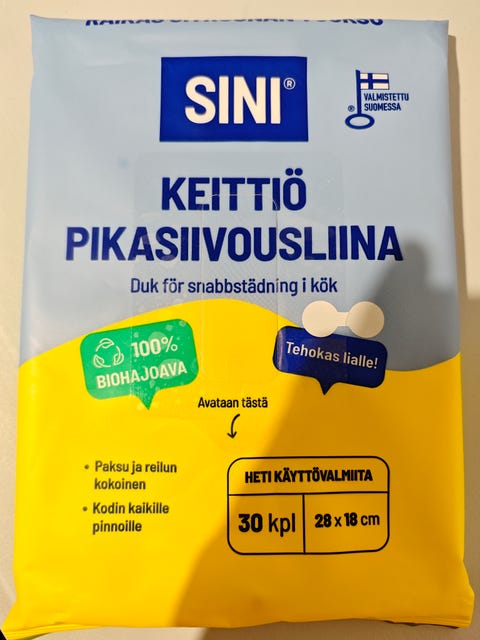 SINI®
VALMISTETTU
SUOMESSA
®
KEITTIÖ
PIKASIIVOUSLIINA
Duk för snabbstädning i kök
100%
BIOHAJOAVA
Tehokas lialle!
Avataan tästä
• Paksu ja reilun
kokoinen
• Kodin kaikille
pinnoille
HETI KÄYTTÖVALMIITA
30 kpl
28 x 18 cm